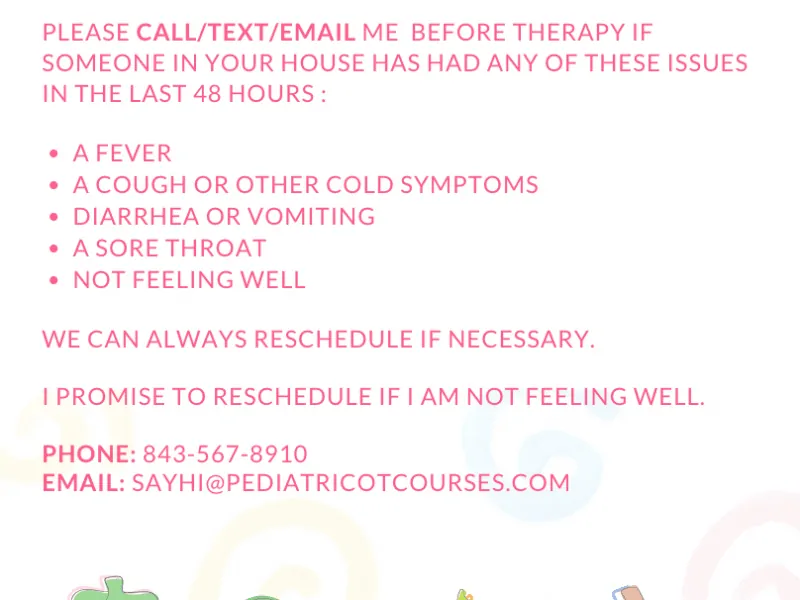 PLEASE CALL/TEXT/EMAIL ME BEFORE THERAPY IF
SOMEONE IN YOUR HOUSE HAS HAD ANY OF THESE ISSUES
IN THE LAST 48 HOURS :
• A FEVER
• A COUGH OR OTHER COLD SYMPTOMS
• DIARRHEA OR VOMITING
• A SORE THROAT
• NOT FEELING WELL
WE CAN ALWAYS RESCHEDULE IF NECESSARY.
I PROMISE TO RESCHEDULE IF I AM NOT FEELING WELL.
PHONE: 843-567-8910
EMAIL: SAYHI@PEDIATRICOTCOURSES.COM